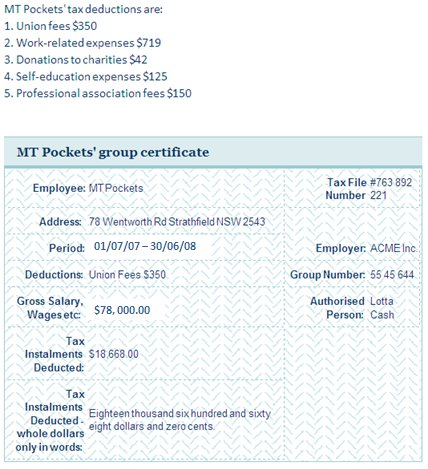 MT Pockets' tax deductions are:
1. Union fees $350
2. Work-related expenses $719
3. Donations to charities $42
4. Self-education expenses $125
5. Professional association fees $150
MT Pockets' group certificate
Employee: MT Pockets
Tax File Number #763 892 221
Address: 78 Wentworth Rd Strathfield NSW 2543
Period: 01/07/07 – 30/06/08
Employer: ACME Inc.
Deductions: Union Fees $350
Group Number: 55 45 644
Gross Salary, Wages etc: $78,000.00
Authorised Person: Lotta Cash
Tax Instalments Deducted: $18,668.00
Tax Instalments Deducted - whole dollars only in words: Eighteen thousand six hundred and sixty eight dollars and zero cents.